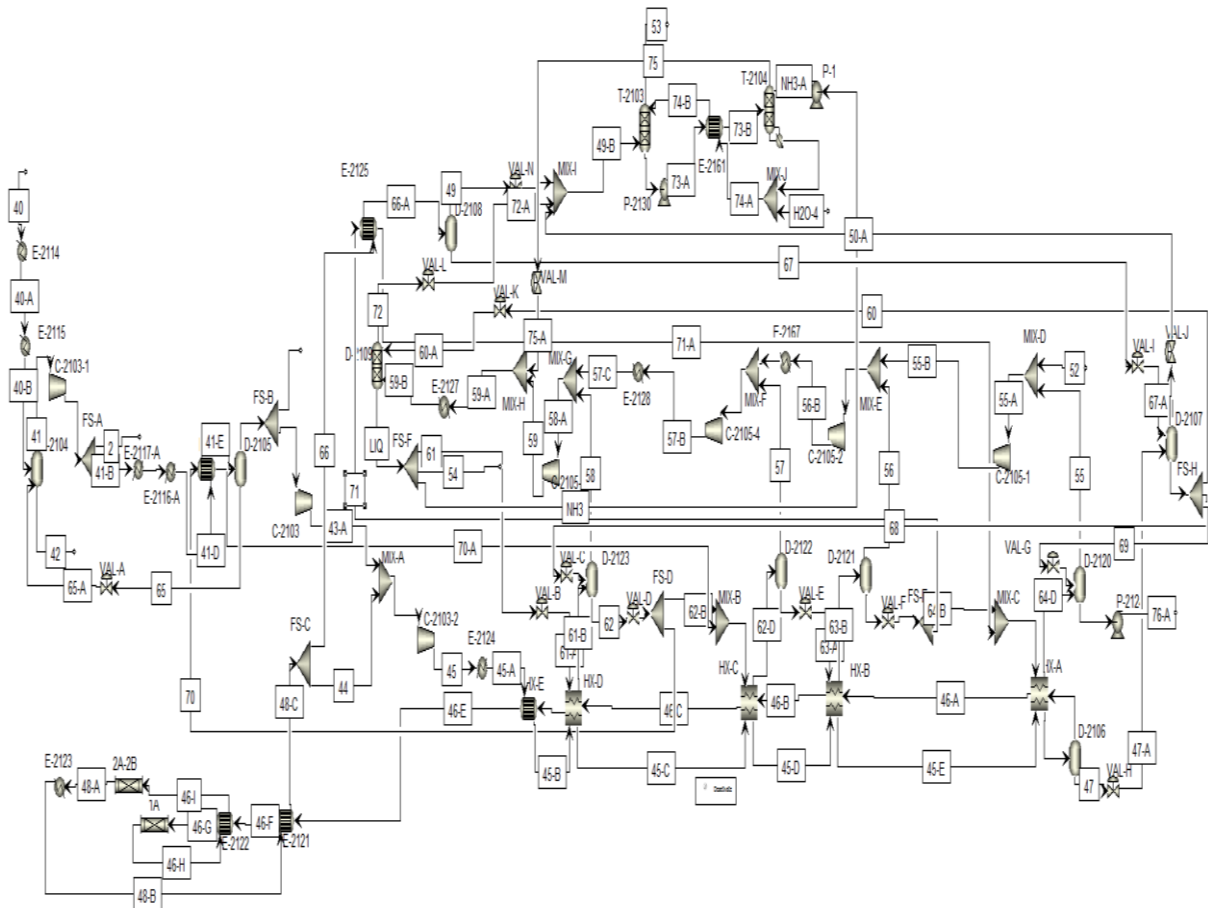 53
75
T-2104
NH3-A
P-1
T-2103
74-B
73-B
49-B
E-2161
MIX-J
P-2130
73-A
74-A
H2O-4
50-A
E-2125
VAL-N
MIX-I
66-A
49
72-A
D-2108
40
E-2114
VAL-L
VAL-M
67
40-A
72
VAL-K
60
E-2115
C-2103-1
75-A
71-A
MIX-D
VAL-I
VAL-J
40-B
60-A
MIX-G
57-C
55-B
52
59-B
59-A
MIX-H
E-2128
MIX-F
56-B
MIX-E
55-A
67-A
D-2107
FS-B
E-2127
58-A
C-2105-4
C-2105-2
FS-A
2
41-E
D-2105
41
41-B
E-2117-A
E-2116-A
LIQ
FS-F
61
54
59
57-B
C-2105-1
FS-H
66
71
58
57
56
55
C-2103
43-A
NH3
68
69
42
41-D
70-A
VAL-C
D-2123
D-2122
D-2121
VAL-G
D-2120
65-A
VAL-A
65
MIX-A
VAL-B
62
VAL-D
FS-D
62-B
MIX-B
62-D
VAL-E
63-B
63-A
VAL-F
MIX-C
64-D
P-212
76-A
FS-C
C-2103-2
61-B
E-2124
HX-C
HX-B
44
45
45-A
HX-D
70
48-C
46-E
46-B
46-A
D-2106
47-A
E-2123
2A-2B
45-B
45-C
45-D
45-E
47
VAL-H
48-A
46-I
1A
46-G
46-F
E-2122
E-2121
46-H
48-B